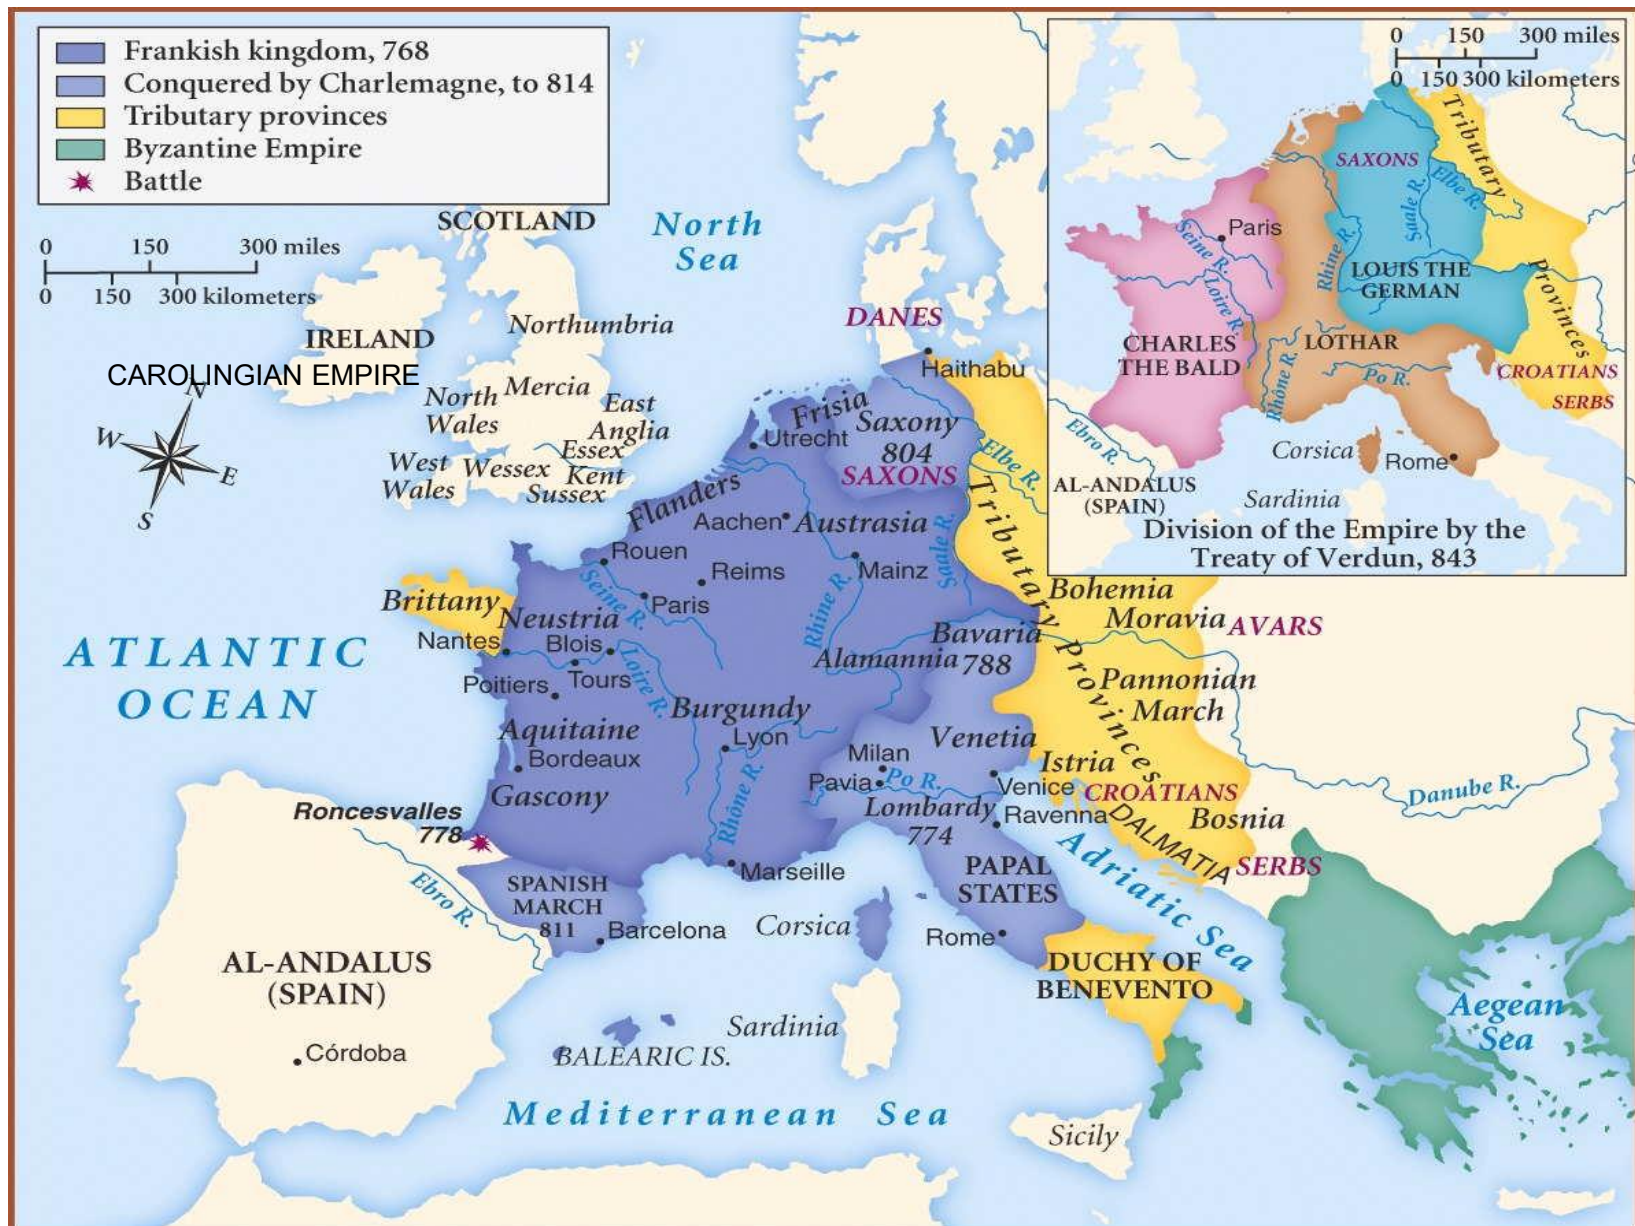 Frankish kingdom, 768
Conquered by Charlemagne, to 814
Tributary provinces
Byzantine Empire
Battle
0 150 300 miles
0 150 300 kilometers
CAROLINGIAN EMPIRE
N
W
E
S
SCOTLAND
IRELAND
Northumbria
Mercia
North
Wales
East
Anglia
Essex
West
Wales
Wessex
Kent
Sussex
North
Sea
DANES
Haithabu
Frisia
Utrecht
Saxony
804
SAXONS
Elbe R.
Flanders
Aachen
Austrasia
Saale R.
Rouen
Reims
Mainz
Seine R.
Paris
Rhine R.
Brittany
Neustria
Nantes
Blois
Tours
Loire R.
Poitiers
Alamannia
Bavaria
788
Tributary Provinces
Bohemia
Moravia
AVARS
Pannonian
March
ATLANTIC
OCEAN
Burgundy
Aquitaine
Lyon
Bordeaux
Gascony
Rhône R.
Milan
Pavia
Po R.
Venetia
Venice
Lombardy
774
Ravenna
Istria
CROATIANS
DALMATIA
Bosnia
SERBS
Danube R.
Roncesvalles
778
Marseille
SPANISH
MARCH
811
Barcelona
Ebro R.
Corsica
PAPAL
STATES
Rome
Adriatic Sea
DUCHY OF
BENEVENTO
AL-ANDALUS
(SPAIN)
Córdoba
Sardinia
BALEARIC IS.
Mediterranean Sea
Sicily
Aegean
Sea
0 150 300 miles
0 150 300 kilometers
Tributary
Provinces
SAXONS
Elbe R.
Saale R.
Paris
Seine R.
Rhine R.
Loire R.
LOUIS THE
GERMAN
CHARLES
THE BALD
LOTHAR
Rhône R.
Po R.
CROATIANS
SERBS
Ebro R.
Corsica
Rome
AL-ANDALUS
(SPAIN)
Sardinia
Division of the Empire by the
Treaty of Verdun, 843